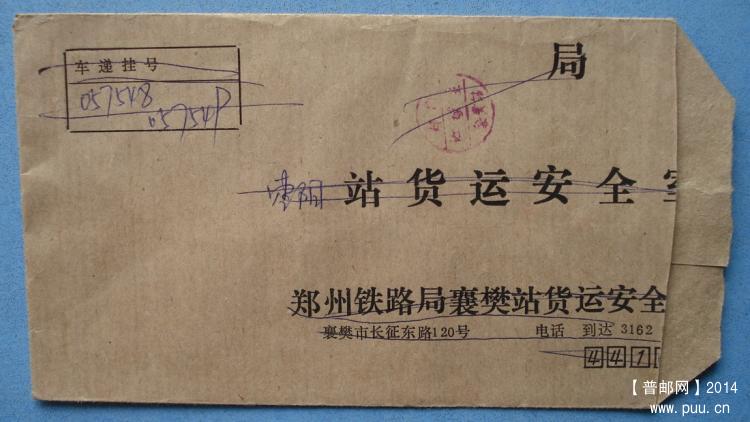 车递挂号
057548
05754P
局
站货运安全室
郑州铁路局襄樊站货运安全
襄樊市长征东路120号 电话 到达 3162
441
【普邮网】2014
www.puu.cn